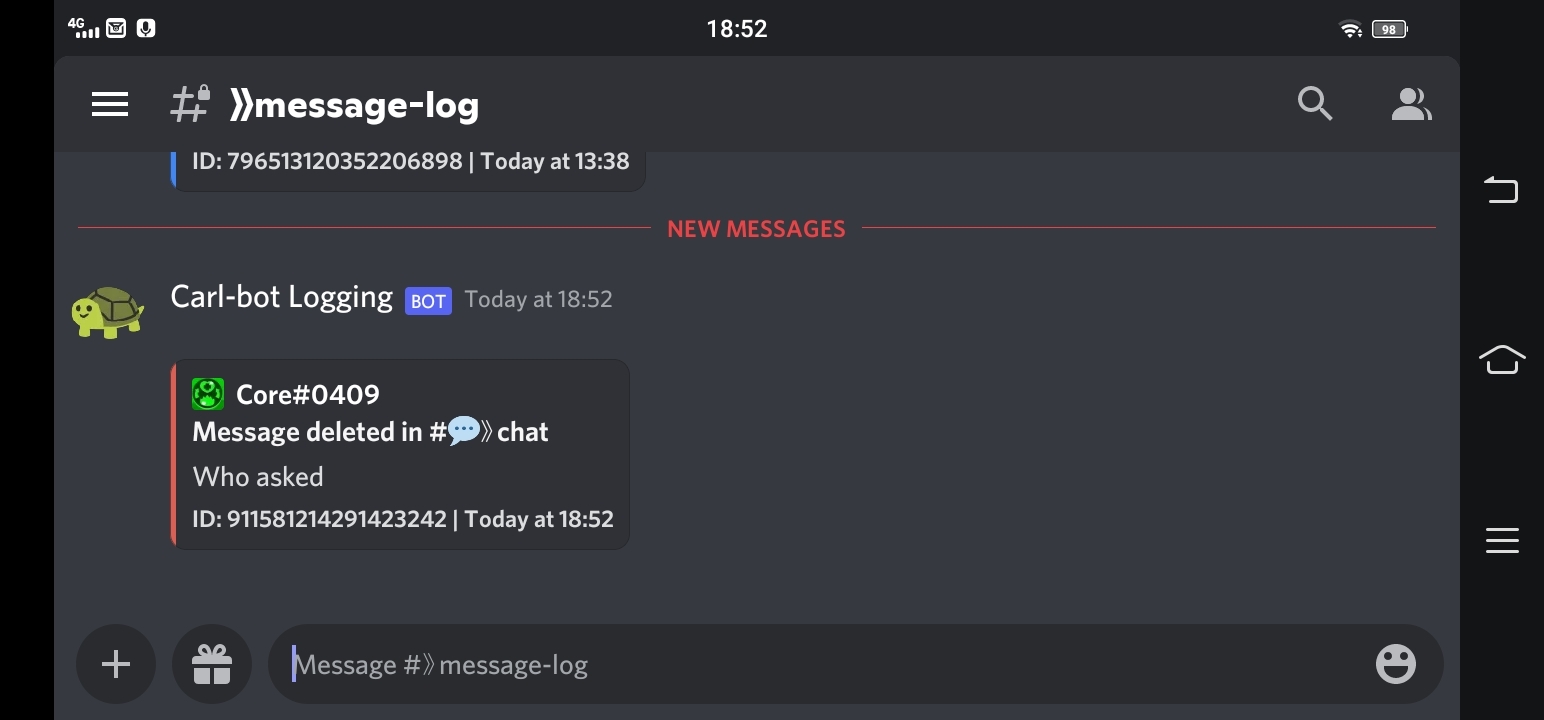 4G 18:52 98
#》message-log
ID: 796513120352206898 | Today at 13:38
NEW MESSAGES
Carl-bot Logging BOT Today at 18:52
Core#0409
Message deleted in #💬》chat
Who asked
ID: 911581214291423242 | Today at 18:52
Message #》message-log